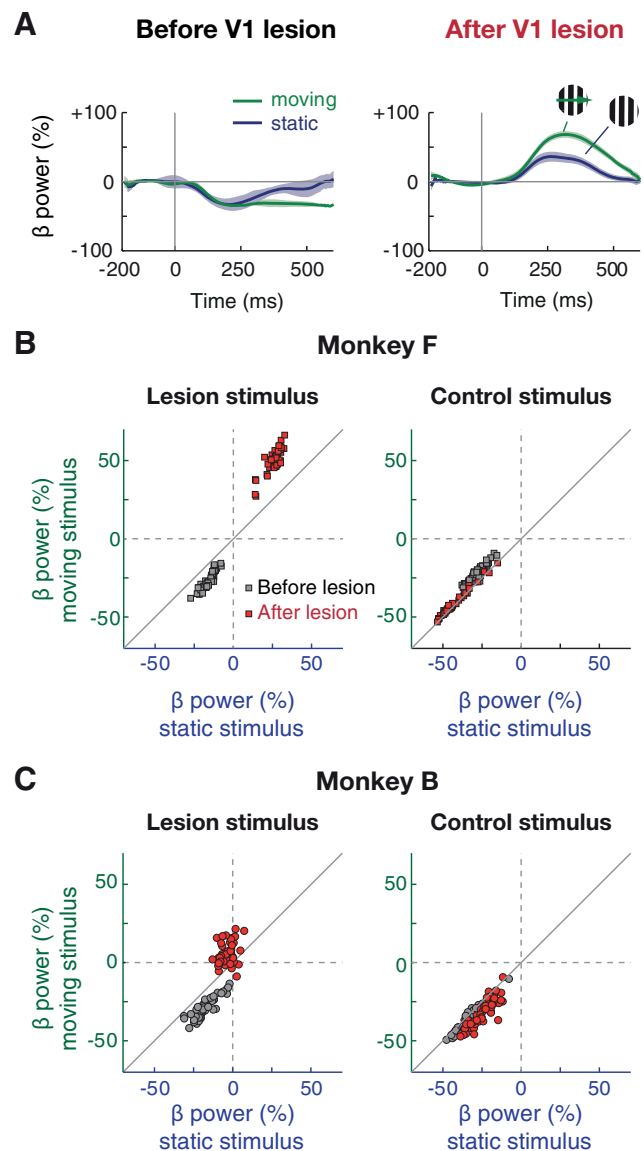 A
Before V1 lesion
After V1 lesion
β power (%)
+100
0
-100
moving
static
-200 0 250 500
Time (ms)
+100
0
-100
-200 0 250 500
Time (ms)
B
Monkey F
Lesion stimulus
Control stimulus
β power (%)
moving stimulus
50
0
-50
Before lesion
After lesion
-50 0 50
β power (%)
static stimulus
50
0
-50
-50 0 50
β power (%)
static stimulus
C
Monkey B
Lesion stimulus
Control stimulus
β power (%)
moving stimulus
50
0
-50
-50 0 50
β power (%)
static stimulus
50
0
-50
-50 0 50
β power (%)
static stimulus